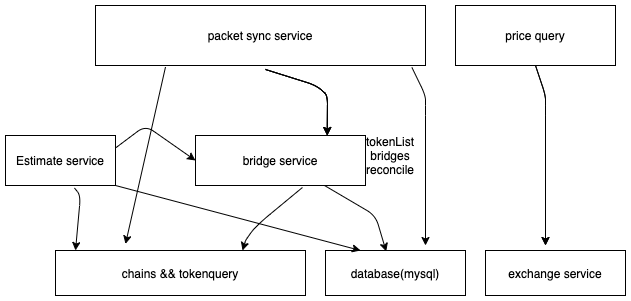 packet sync service
price query
Estimate service
bridge service
tokenList
bridges
reconcile
chains && tokenquery
database(mysql)
exchange service